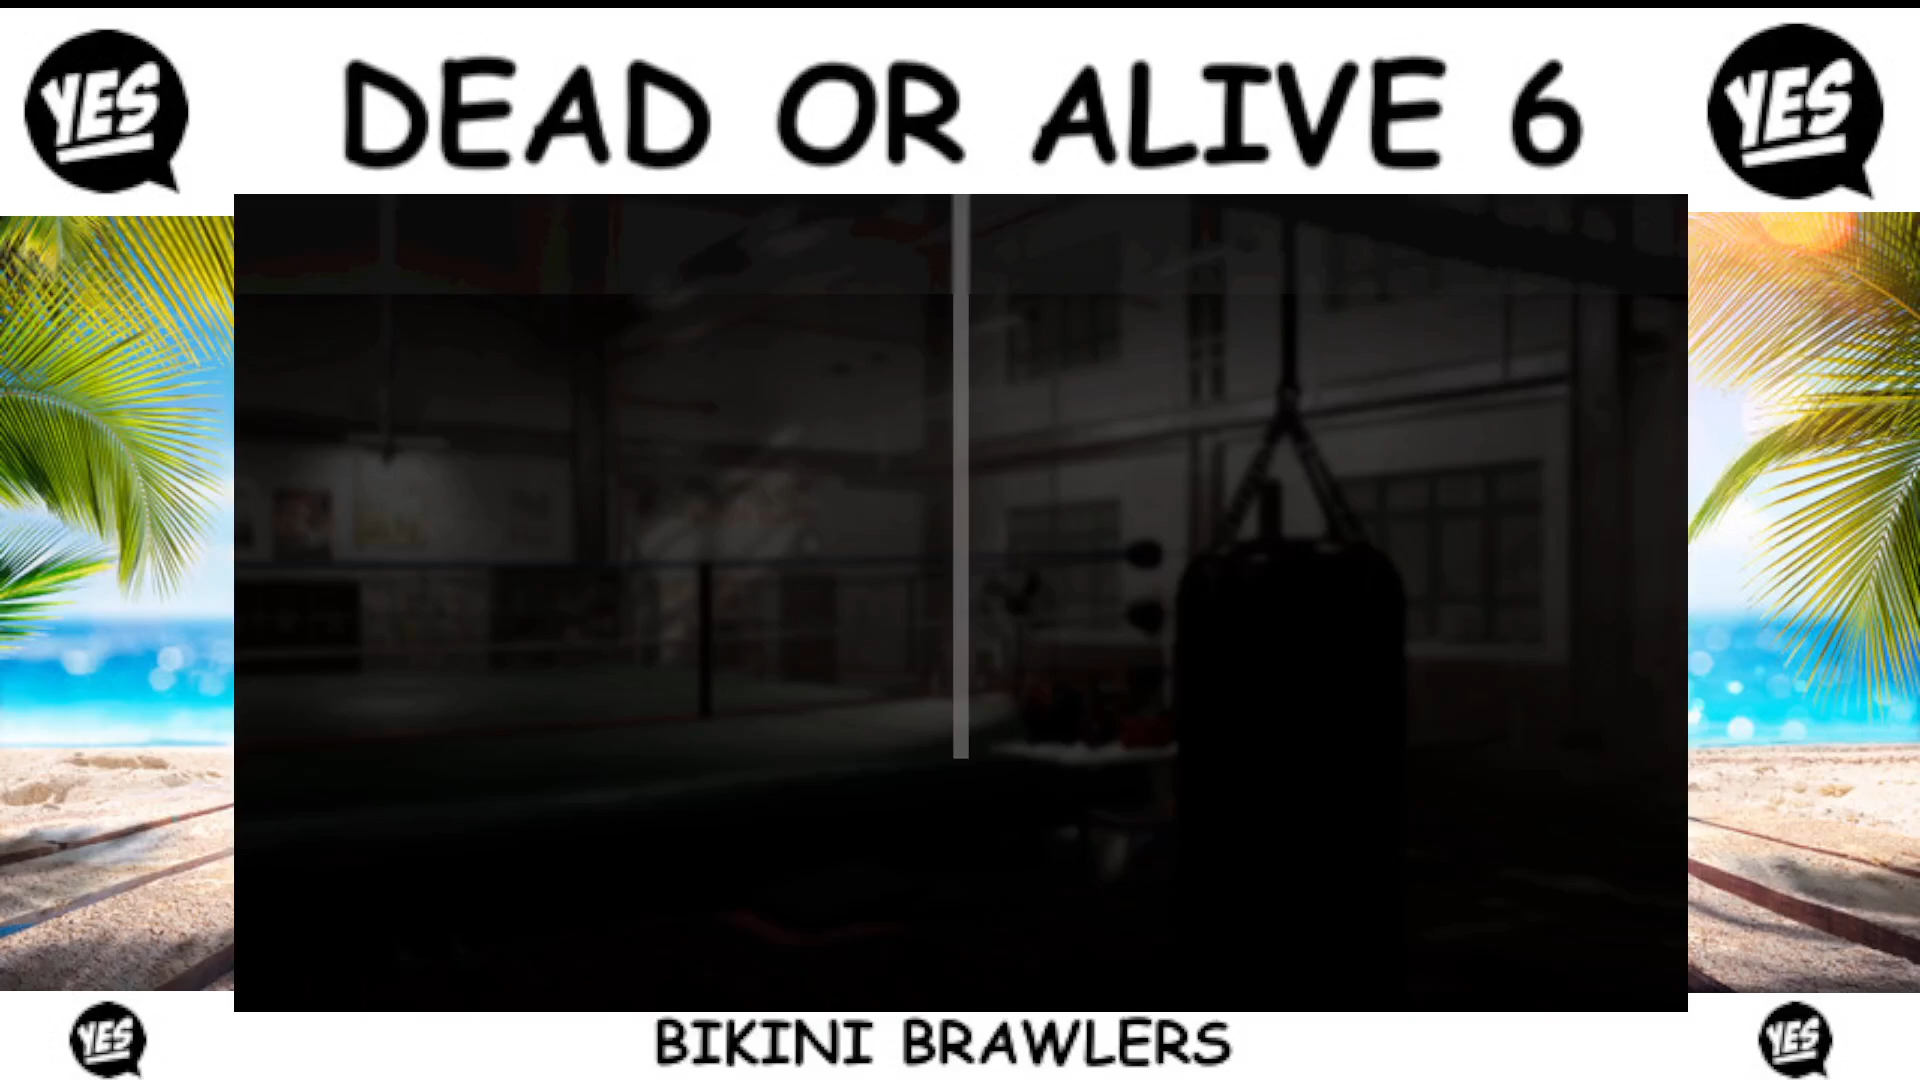 YES
DEAD OR ALIVE 6
YES
YES
BIKINI BRAWLERS
YES